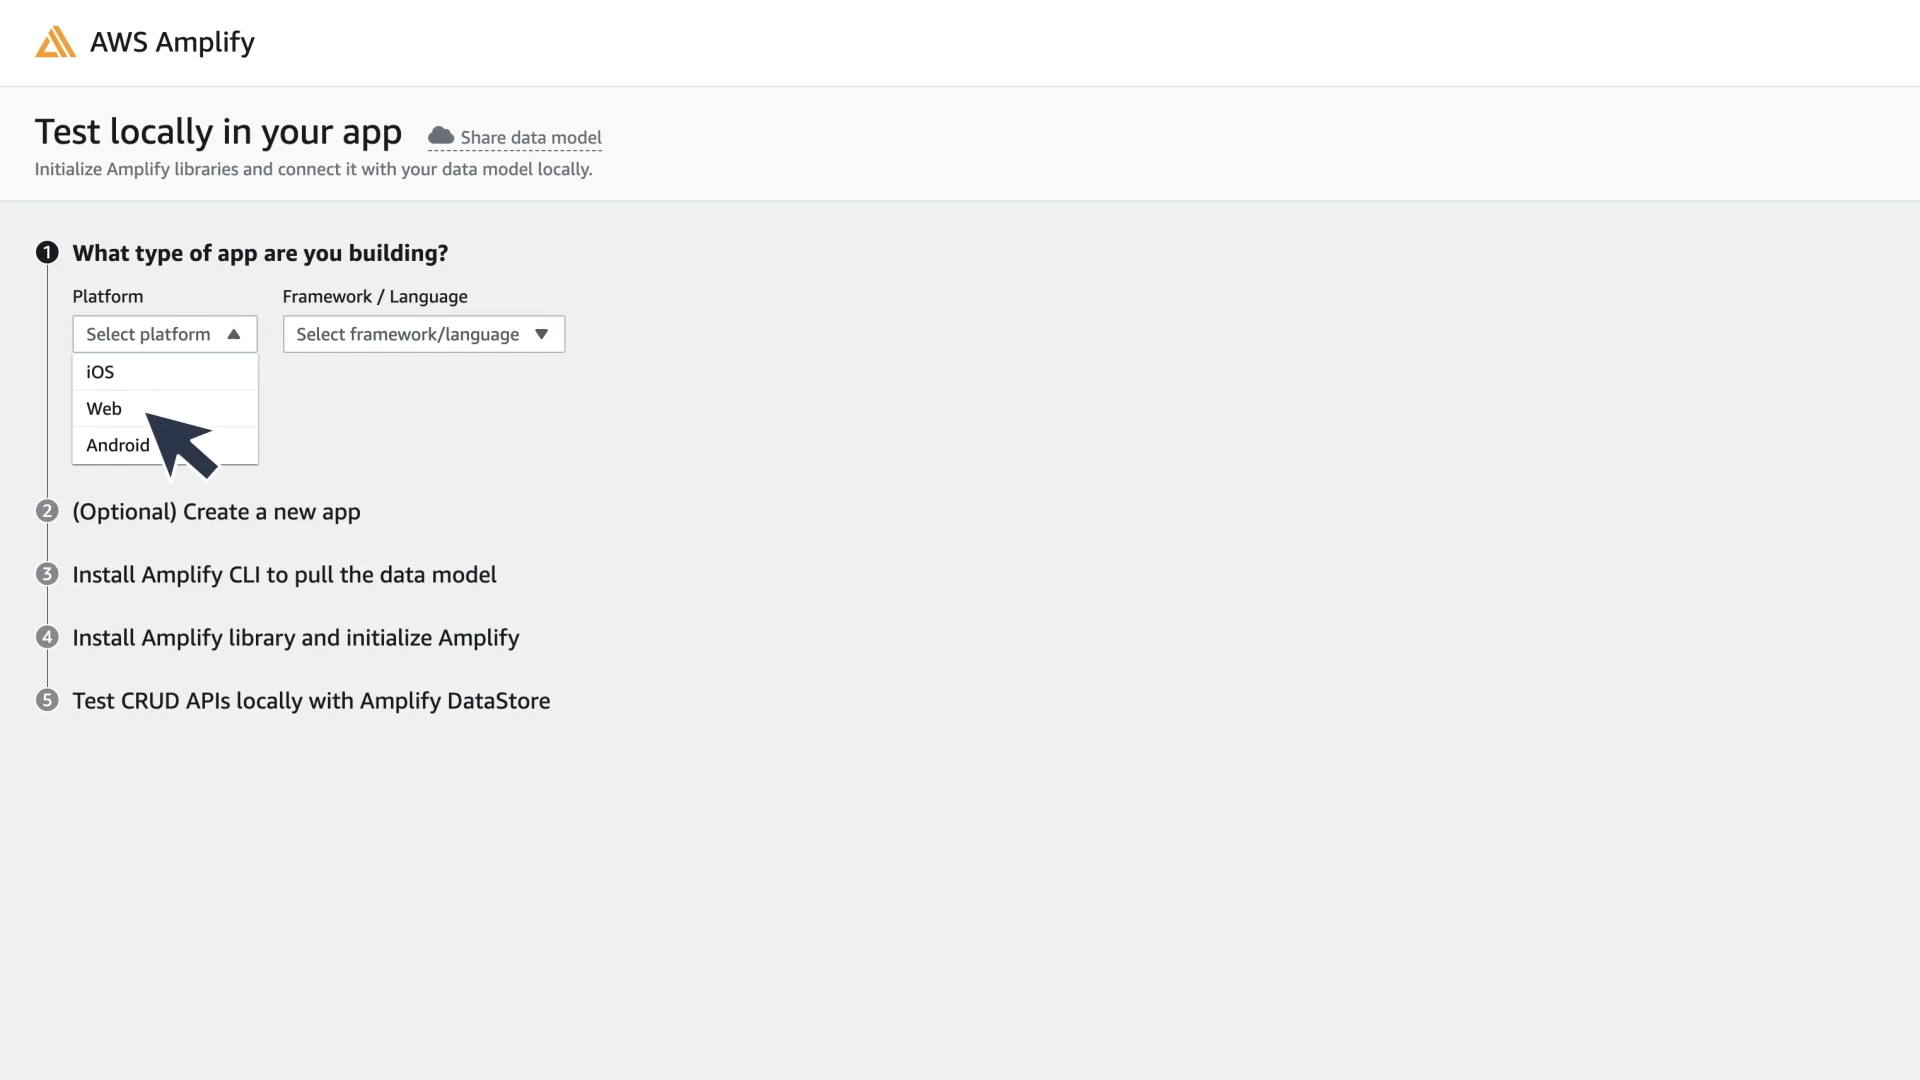 AWS Amplify
Test locally in your app
Share data model
Initialize Amplify libraries and connect it with your data model locally.
1 What type of app are you building?
Platform
Framework / Language
Select platform
Select framework/language
iOS
Web
Android
2 (Optional) Create a new app
3 Install Amplify CLI to pull the data model
4 Install Amplify library and initialize Amplify
5 Test CRUD APIs locally with Amplify DataStore